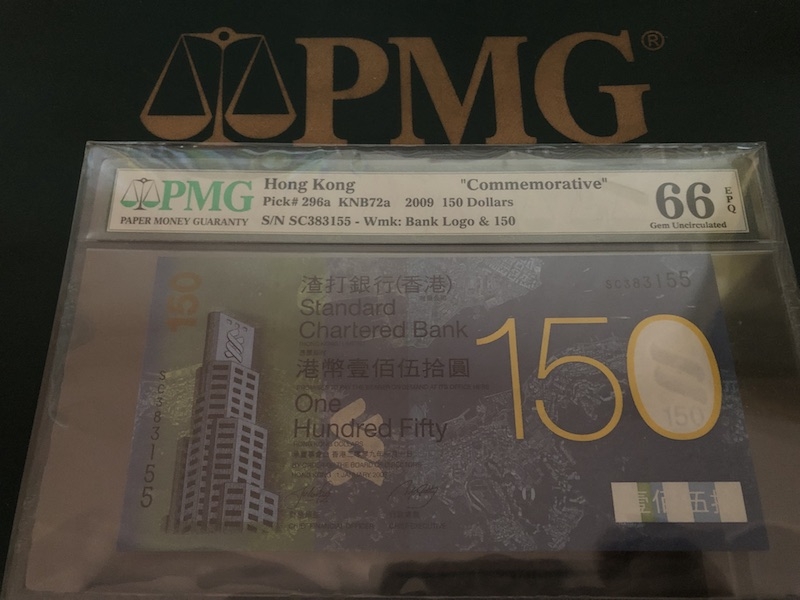 PMG®
PMG
PAPER MONEY GUARANTY
Hong Kong "Commemorative"
Pick# 296a KNB72a 2009 150 Dollars
S/N SC383155 - Wmk: Bank Logo & 150
66 EPQ
Gem Uncirculated
150
渣打銀行(香港)
Standard
Chartered Bank
港幣壹佰伍拾圓
One
Hundred Fifty
SC383155
SC383155
150
150
壹佰伍拾